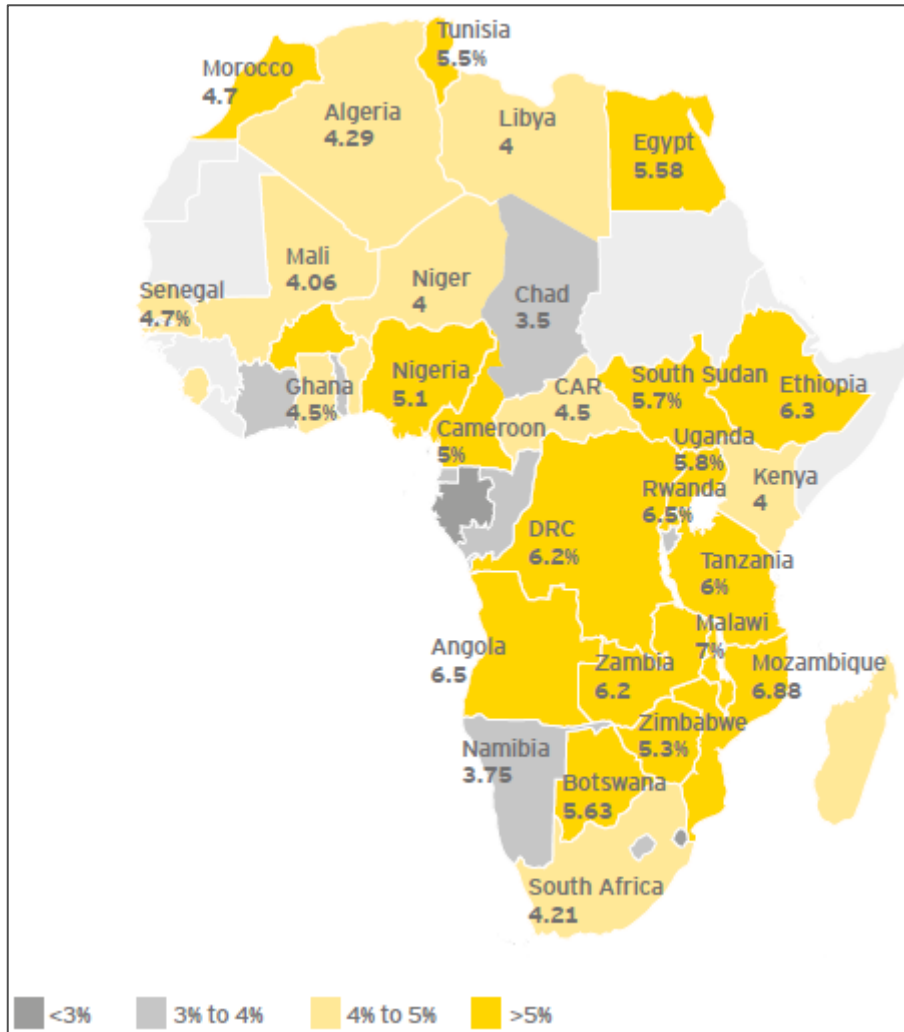 Tunisia
5.5%
Morocco
4.7
Algeria
4.29
Libya
4
Egypt
5.58
Mali
4.06
Niger
4
Senegal
4.7%
Chad
3.5
Ghana
4.5%
Nigeria
5.1
CAR
4.5
South Sudan
5.7%
Ethiopia
6.3
Cameroon
5%
Uganda
5.8%
Kenya
4
Rwanda
6.5%
DRC
6.2%
Tanzania
6%
Malawi
7%
Angola
6.5
Zambia
6.2
Mozambique
6.88
Zimbabwe
5.3%
Namibia
3.75
Botswana
5.63
South Africa
4.21
<3% 3% to 4% 4% to 5% >5%